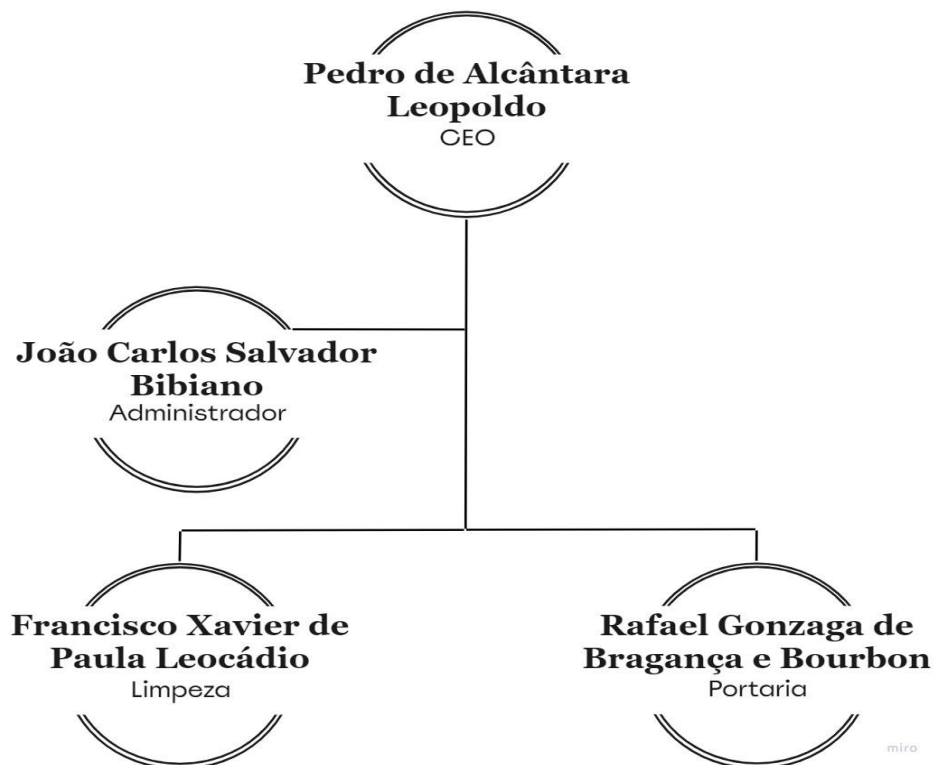 Pedro de Alcântara
Leopoldo
CEO
João Carlos Salvador
Bibiano
Administrador
Francisco Xavier de
Paula Leocádio
Limpeza
Rafael Gonzaga de
Bragança e Bourbon
Portaria
miro